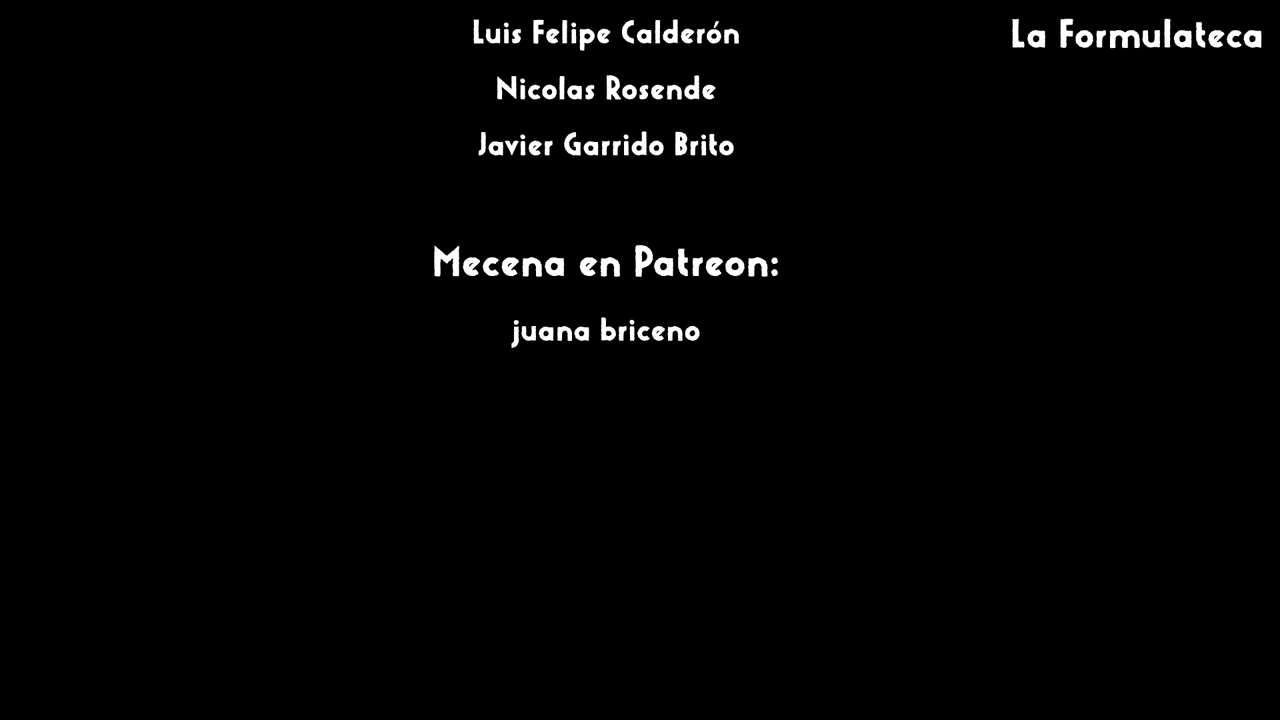 Luis Felipe Calderón
La Formulateca
Nicolas Rosende
Javier Garrido Brito
Mecena en Patreon:
juana briceno